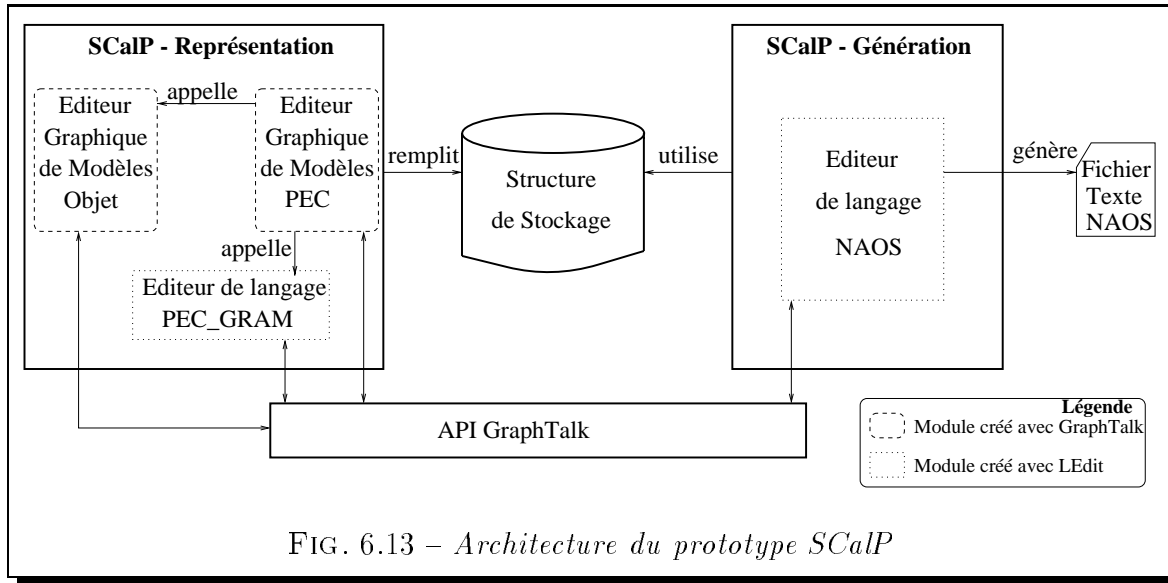 SCalP - Représentation
appelle
Editeur
Graphique
de Modèles
Objet
Editeur
Graphique
de Modèles
PEC
appelle
Editeur de langage
PEC_GRAM
remplit
Structure
de Stockage
utilise
SCalP - Génération
Editeur
de langage
NAOS
génère
Fichier
Texte
NAOS
API GraphTalk
Légende
Module créé avec GraphTalk
Module créé avec LEdit
FIG. 6.13 – Architecture du prototype SCalP